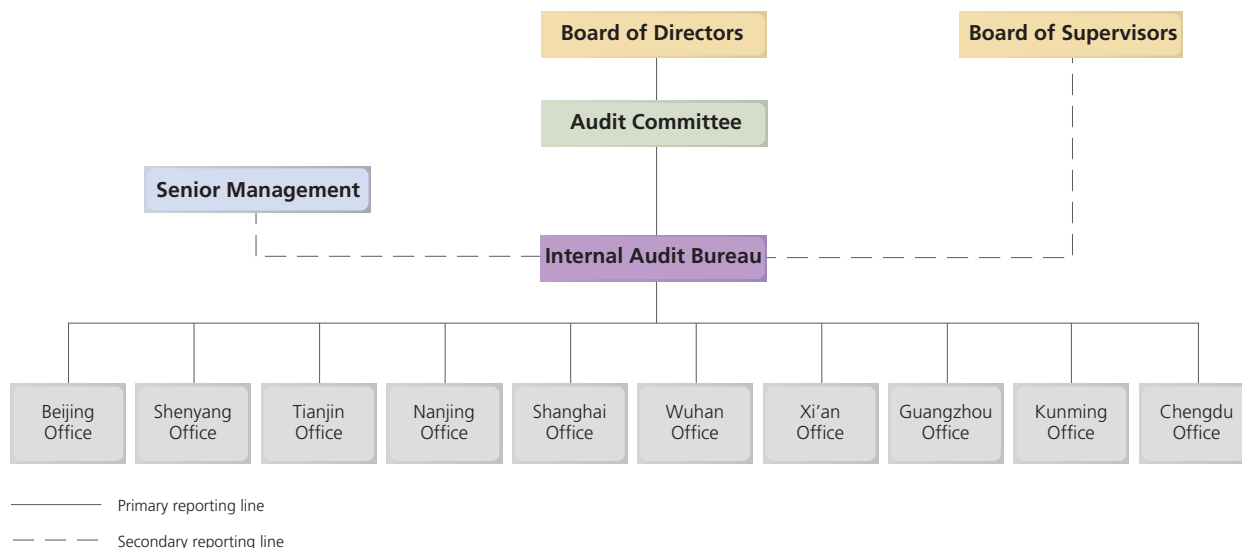 Board of Directors
Board of Supervisors
Audit Committee
Senior Management
Internal Audit Bureau
Beijing
Office
Shenyang
Office
Tianjin
Office
Nanjing
Office
Shanghai
Office
Wuhan
Office
Xi’an
Office
Guangzhou
Office
Kunming
Office
Chengdu
Office
Primary reporting line
Secondary reporting line